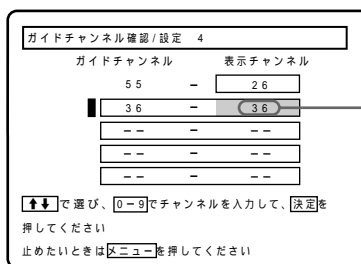 ガイドチャンネル確認/設定 4
ガイドチャンネル 表示チャンネル
55 – 26
36 – 36
-- – --
-- – --
-- – --
↑↓で選び、0-9でチャンネルを入力して、決定を
押してください
止めたいときはメニューを押してください